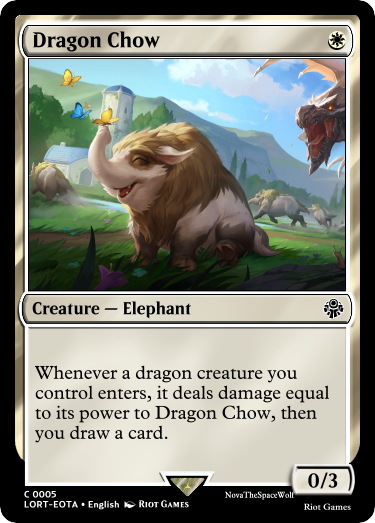 Dragon Chow
Creature — Elephant
Whenever a dragon creature you
control enters, it deals damage equal
to its power to Dragon Chow, then
you draw a card.
0/3
C 0005
LORT-EOTA • English Riot Games
NovaTheSpaceWolf
Riot Games